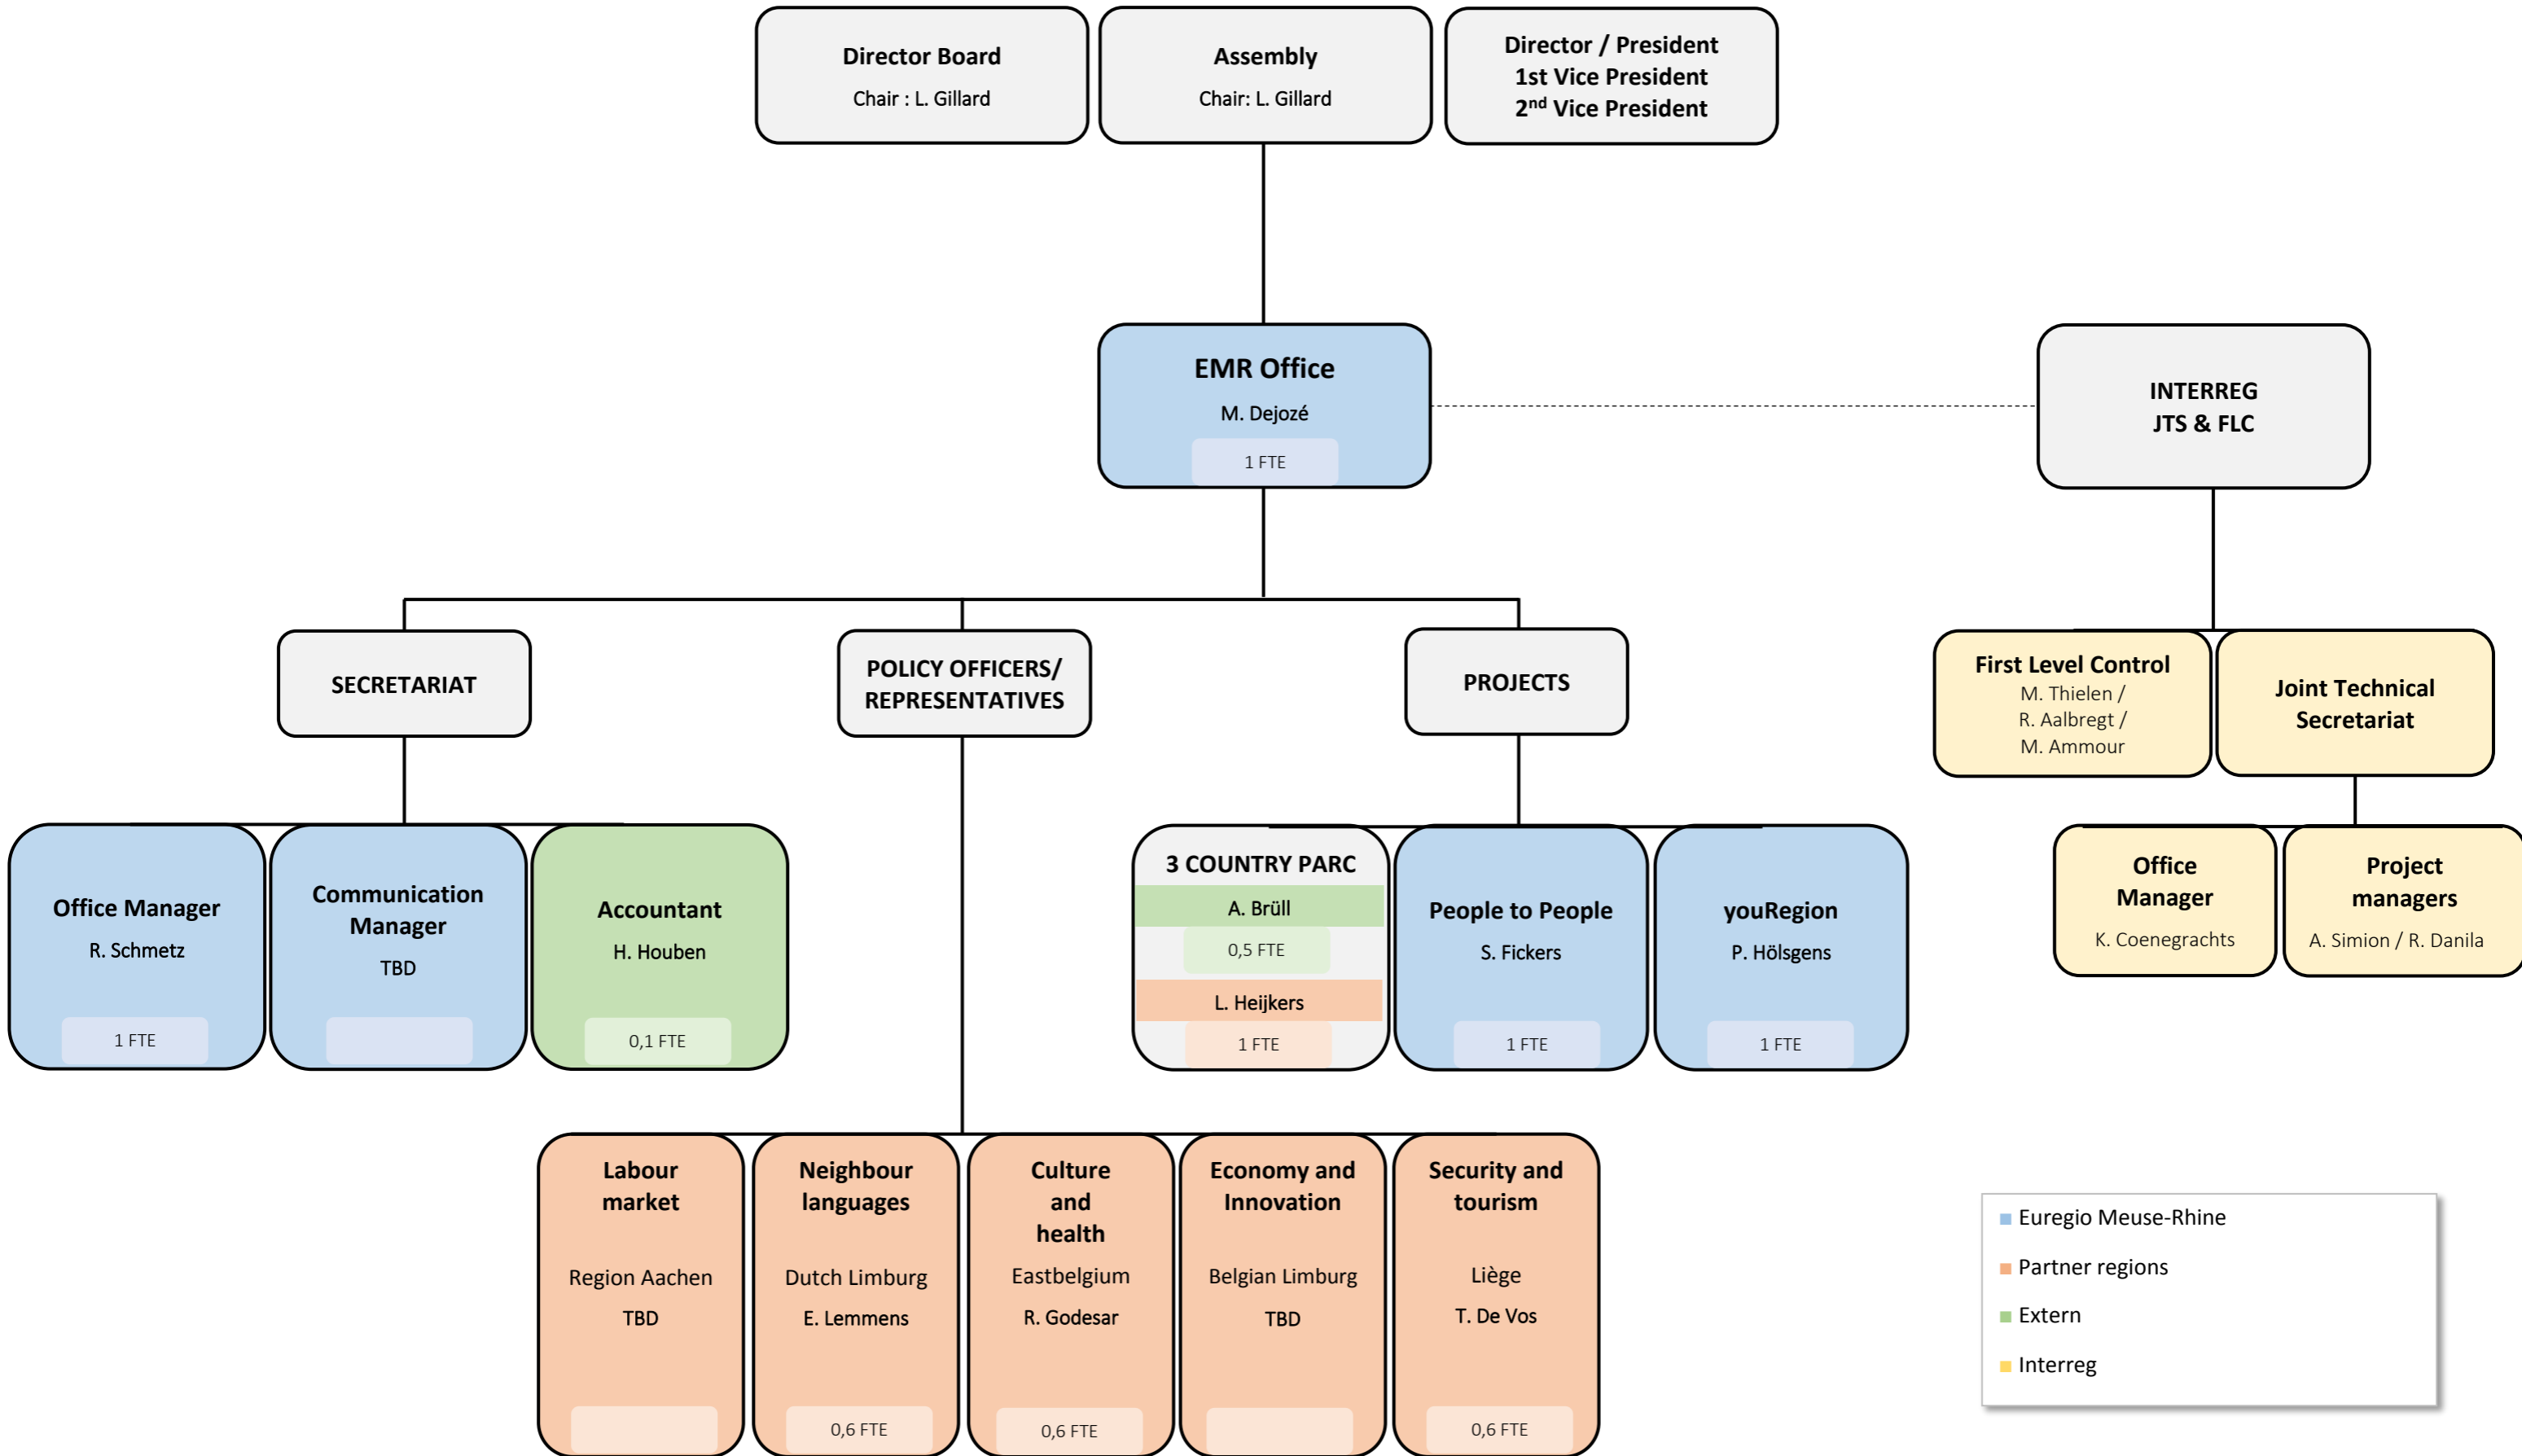 Director Board
Chair : L. Gillard
Assembly
Chair: L. Gillard
Director / President
1st Vice President
2nd Vice President
EMR Office
M. Dejozé
1 FTE
INTERREG
JTS & FLC
SECRETARIAT
POLICY OFFICERS/
REPRESENTATIVES
PROJECTS
First Level Control
M. Thielen /
R. Aalbregt /
M. Ammour
Joint Technical
Secretariat
Office Manager
R. Schmetz
1 FTE
Communication
Manager
TBD
Accountant
H. Houben
0,1 FTE
3 COUNTRY PARC
A. Brüll
0,5 FTE
L. Heijkers
1 FTE
People to People
S. Fickers
1 FTE
youRegion
P. Hölsgens
1 FTE
Office
Manager
K. Coenegrachts
Project
managers
A. Simion / R. Danila
Labour
market
Region Aachen
TBD
Neighbour
languages
Dutch Limburg
E. Lemmens
0,6 FTE
Culture
and
health
Eastbelgium
R. Godesar
0,6 FTE
Economy and
Innovation
Belgian Limburg
TBD
Security and
tourism
Liège
T. De Vos
0,6 FTE
Euregio Meuse-Rhine
Partner regions
Extern
Interreg